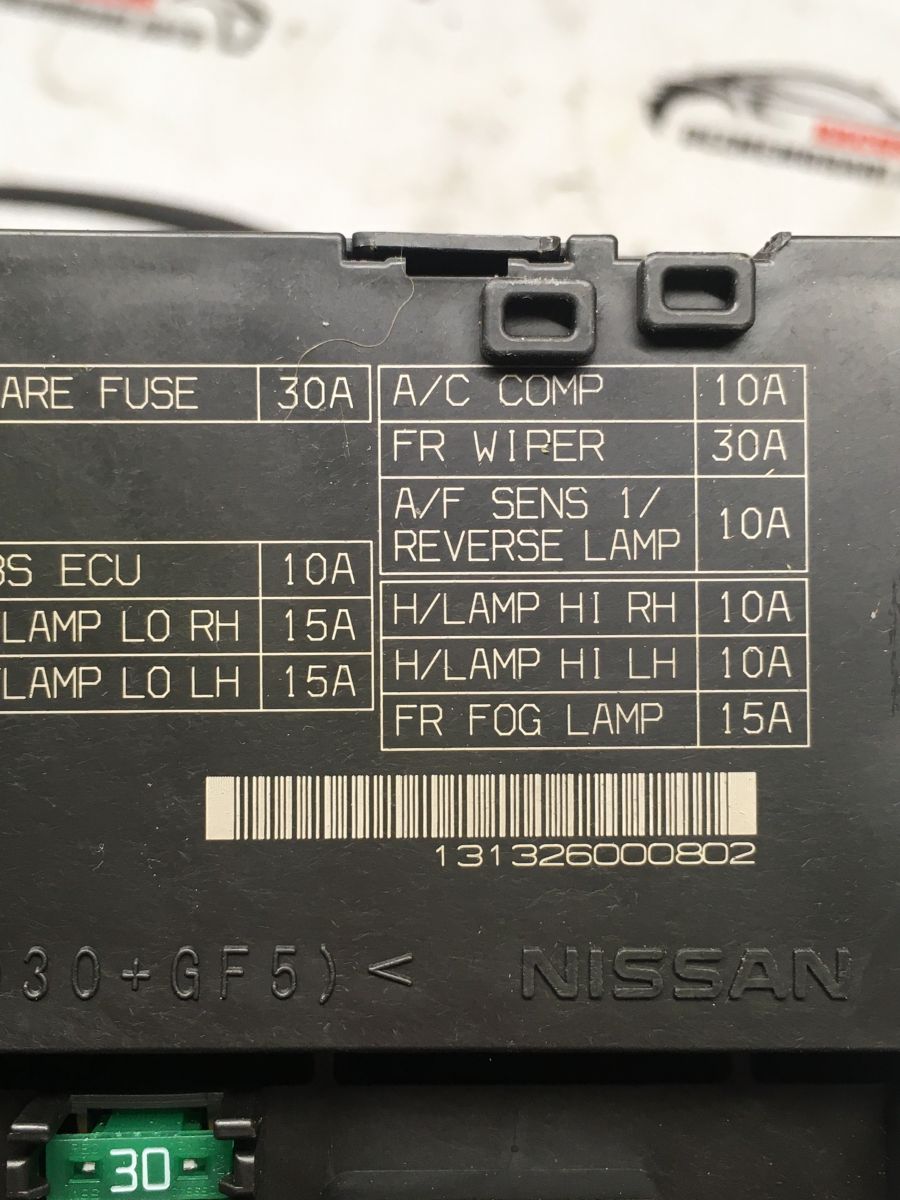 ARE FUSE 30A
A/C COMP 10A
FR WIPER 30A
A/F SENS 1/
REVERSE LAMP 10A
BS ECU 10A
/LAMP LO RH 15A
/LAMP LO LH 15A
H/LAMP HI RH 10A
H/LAMP HI LH 10A
FR FOG LAMP 15A
131326000802
30+GF5)<
NISSAN
30